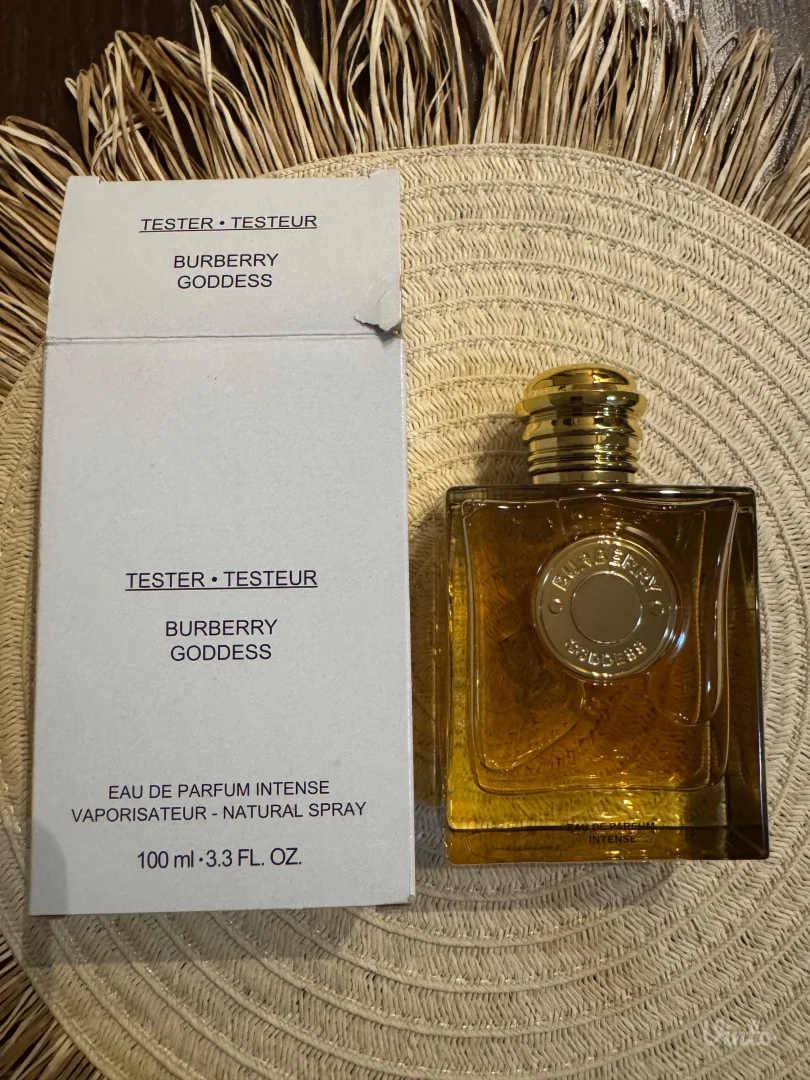 TESTER • TESTEUR
BURBERRY
GODDESS
TESTER • TESTEUR
BURBERRY
GODDESS
EAU DE PARFUM INTENSE
VAPORISATEUR - NATURAL SPRAY
100 ml • 3.3 FL. OZ.
BURBERRY
GODDESS
EAU DE PARFUM
INTENSE
Vinto